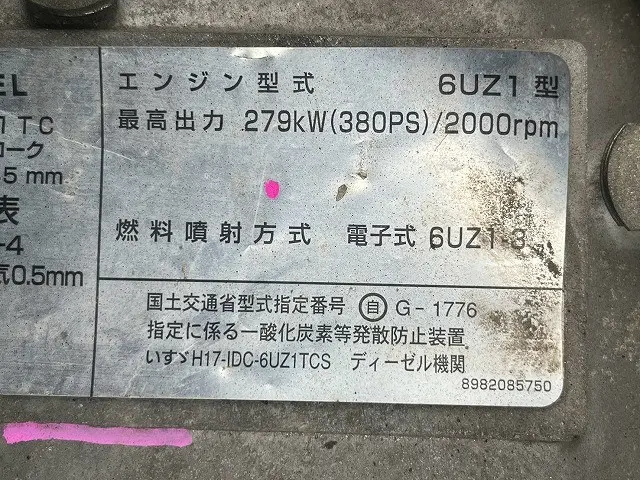 EL
エンジン型式 6UZ1型
1TC
最高出力 279kW(380PS)/2000rpm
ローク
5mm
表
-4
燃料噴射方式 電子式 6UZ1-3
気0.5mm
国土交通省型式指定番号 自 G-1776
指定に係る一酸化炭素等発散防止装置
いすゞH17-IDC-6UZ1TCS ディーゼル機関
8982085750